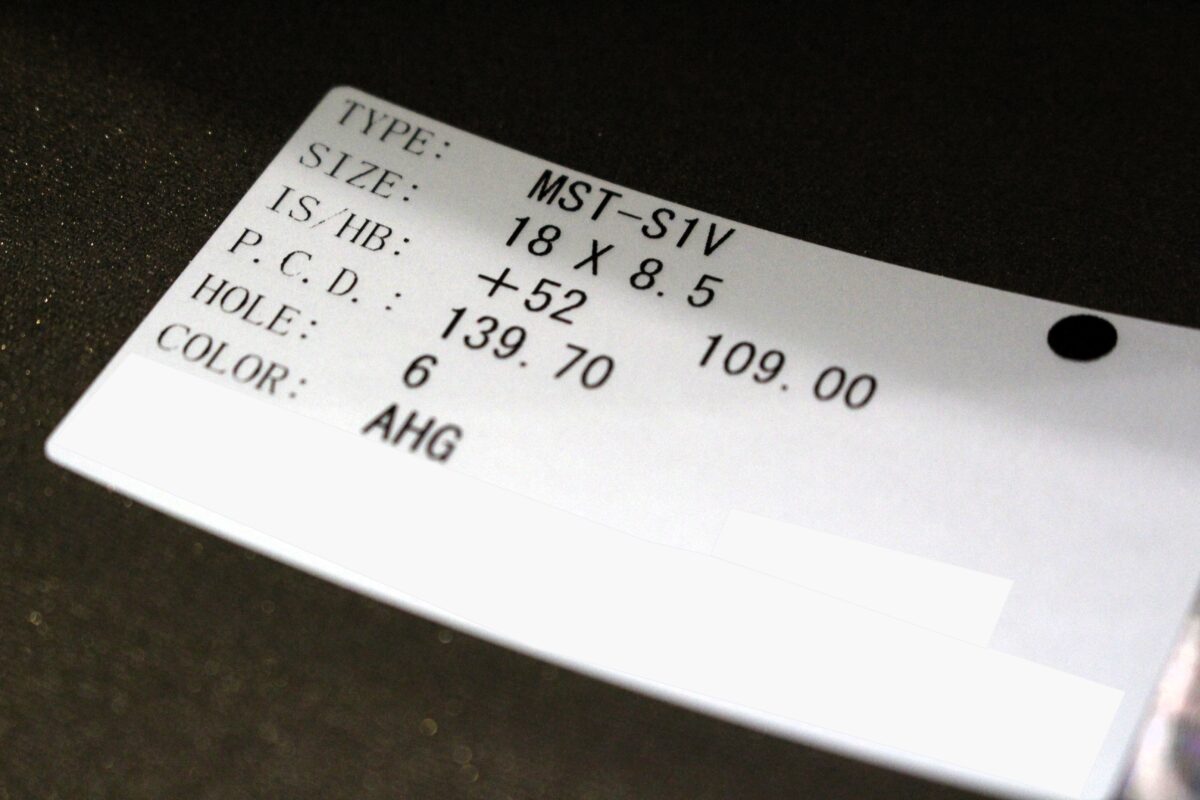 TYPE: MST-S1V
SIZE: 18 X 8.5
IS/HB: +52 109.00
P.C.D.: 139.70
HOLE: 6
COLOR: AHG